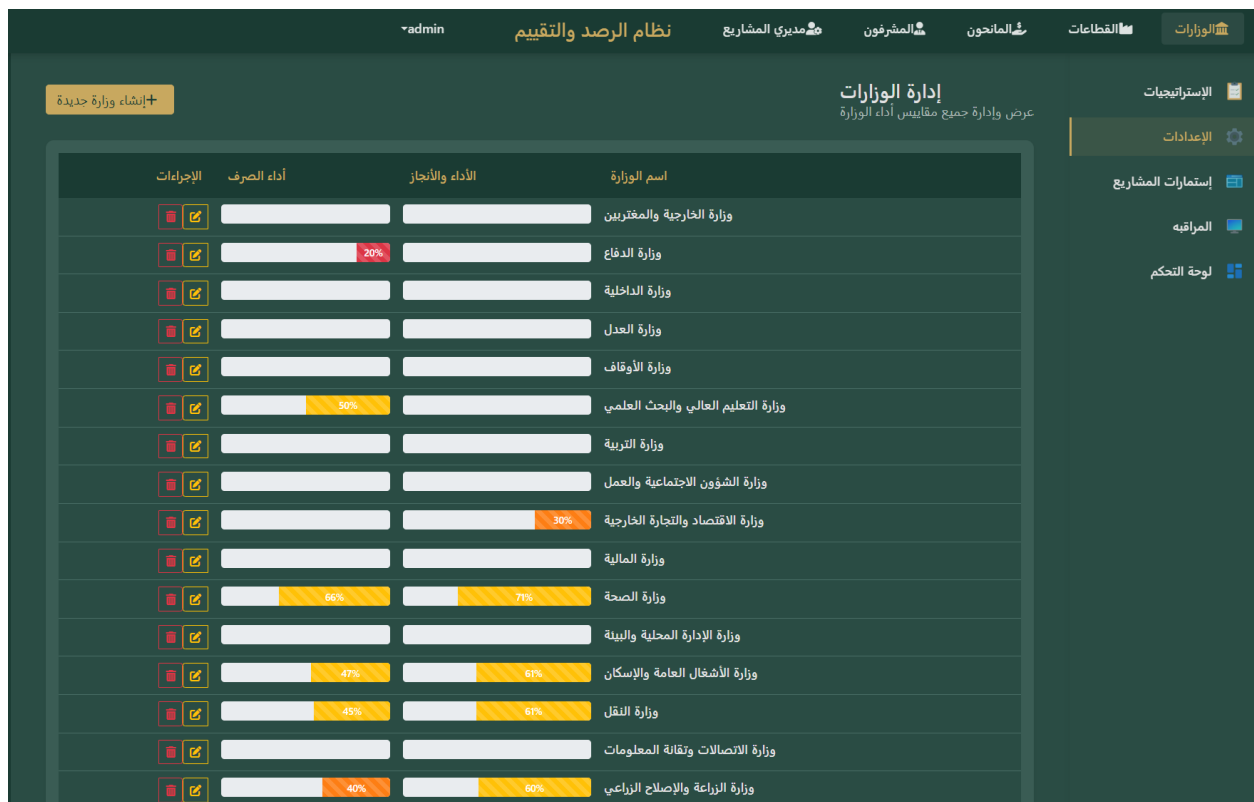 الوزارات
القطاعات
المانحون
المشرفون
مديري المشاريع
نظام الرصد والتقييم
admin
الإستراتيجيات
الإعدادات
إستمارات المشاريع
المراقبه
لوحة التحكم
إدارة الوزارات
عرض وإدارة جميع مقاييس أداء الوزارة
+إنشاء وزارة جديدة
اسم الوزارة الأداء والأنجاز أداء الصرف الإجراءات
وزارة الخارجية والمغتربين
وزارة الدفاع 20%
وزارة الداخلية
وزارة العدل
وزارة الأوقاف
وزارة التعليم العالي والبحث العلمي 50%
وزارة التربية
وزارة الشؤون الاجتماعية والعمل
وزارة الاقتصاد والتجارة الخارجية 30%
وزارة المالية
وزارة الصحة 71% 66%
وزارة الإدارة المحلية والبيئة
وزارة الأشغال العامة والإسكان 61% 47%
وزارة النقل 61% 45%
وزارة الاتصالات وتقانة المعلومات
وزارة الزراعة والإصلاح الزراعي 60% 40%